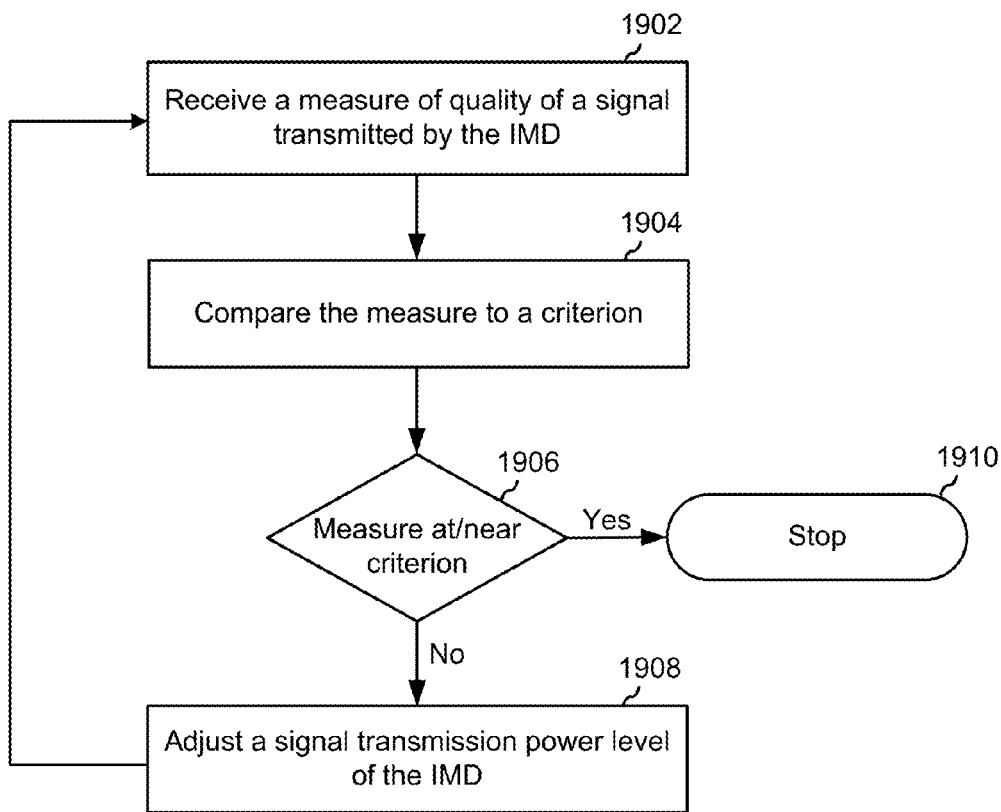 1902
Receive a measure of quality of a signal
transmitted by the IMD
1904
Compare the measure to a criterion
1906
Measure at/near
criterion
Yes
1910
Stop
No
1908
Adjust a signal transmission power level
of the IMD